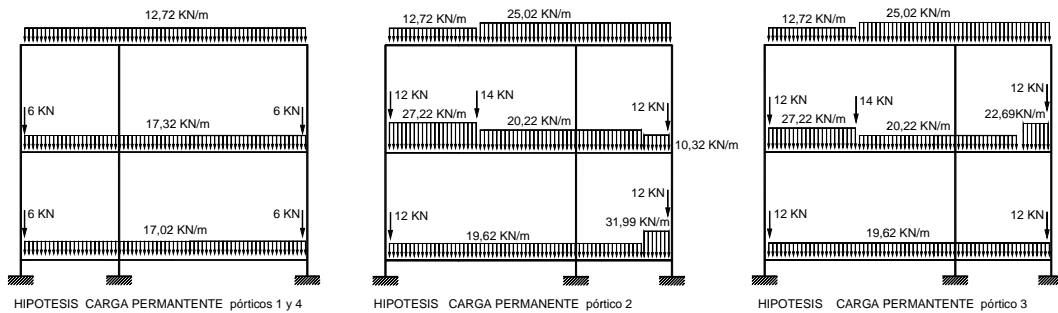 12,72 KN/m
6 KN
6 KN
17,32 KN/m
6 KN
6 KN
17,02 KN/m
HIPOTESIS CARGA PERMANTENTE pórticos 1 y 4
12,72 KN/m
25,02 KN/m
12 KN
14 KN
12 KN
27,22 KN/m
20,22 KN/m
10,32 KN/m
12 KN
12 KN
31,99 KN/m
19,62 KN/m
HIPOTESIS CARGA PERMANENTE pórtico 2
12,72 KN/m
25,02 KN/m
12 KN
14 KN
12 KN
27,22 KN/m
20,22 KN/m
22,69KN/m
12 KN
12 KN
19,62 KN/m
HIPOTESIS CARGA PERMANENTE pórtico 3